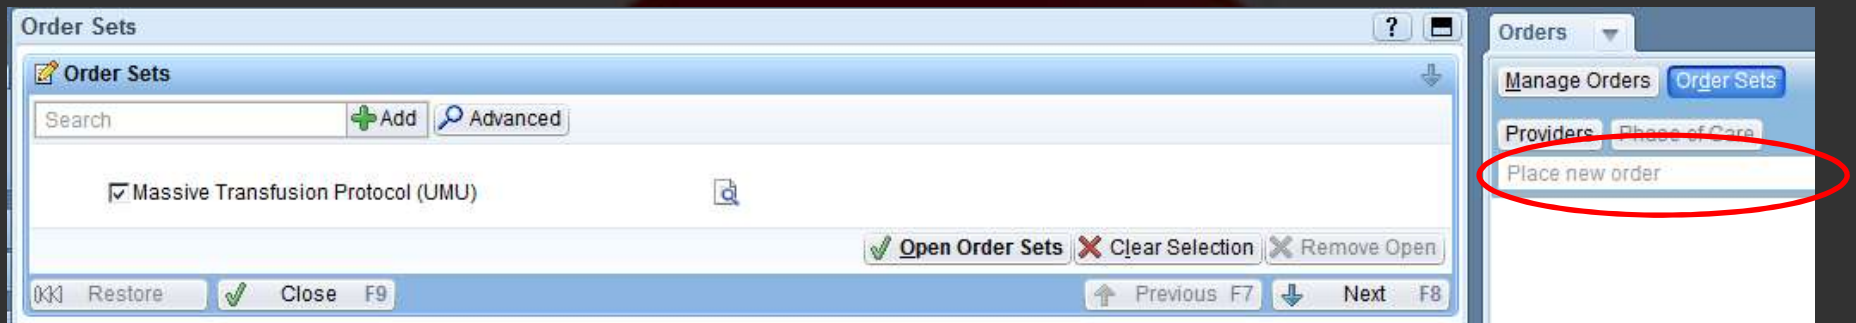 Order Sets
?
Order Sets
Search
Add
Advanced
Massive Transfusion Protocol (UMU)
Open Order Sets
Clear Selection
Remove Open
Restore
Close F9
Previous F7
Next F8
Orders
Manage Orders
Order Sets
Providers
Phase of Care
Place new order